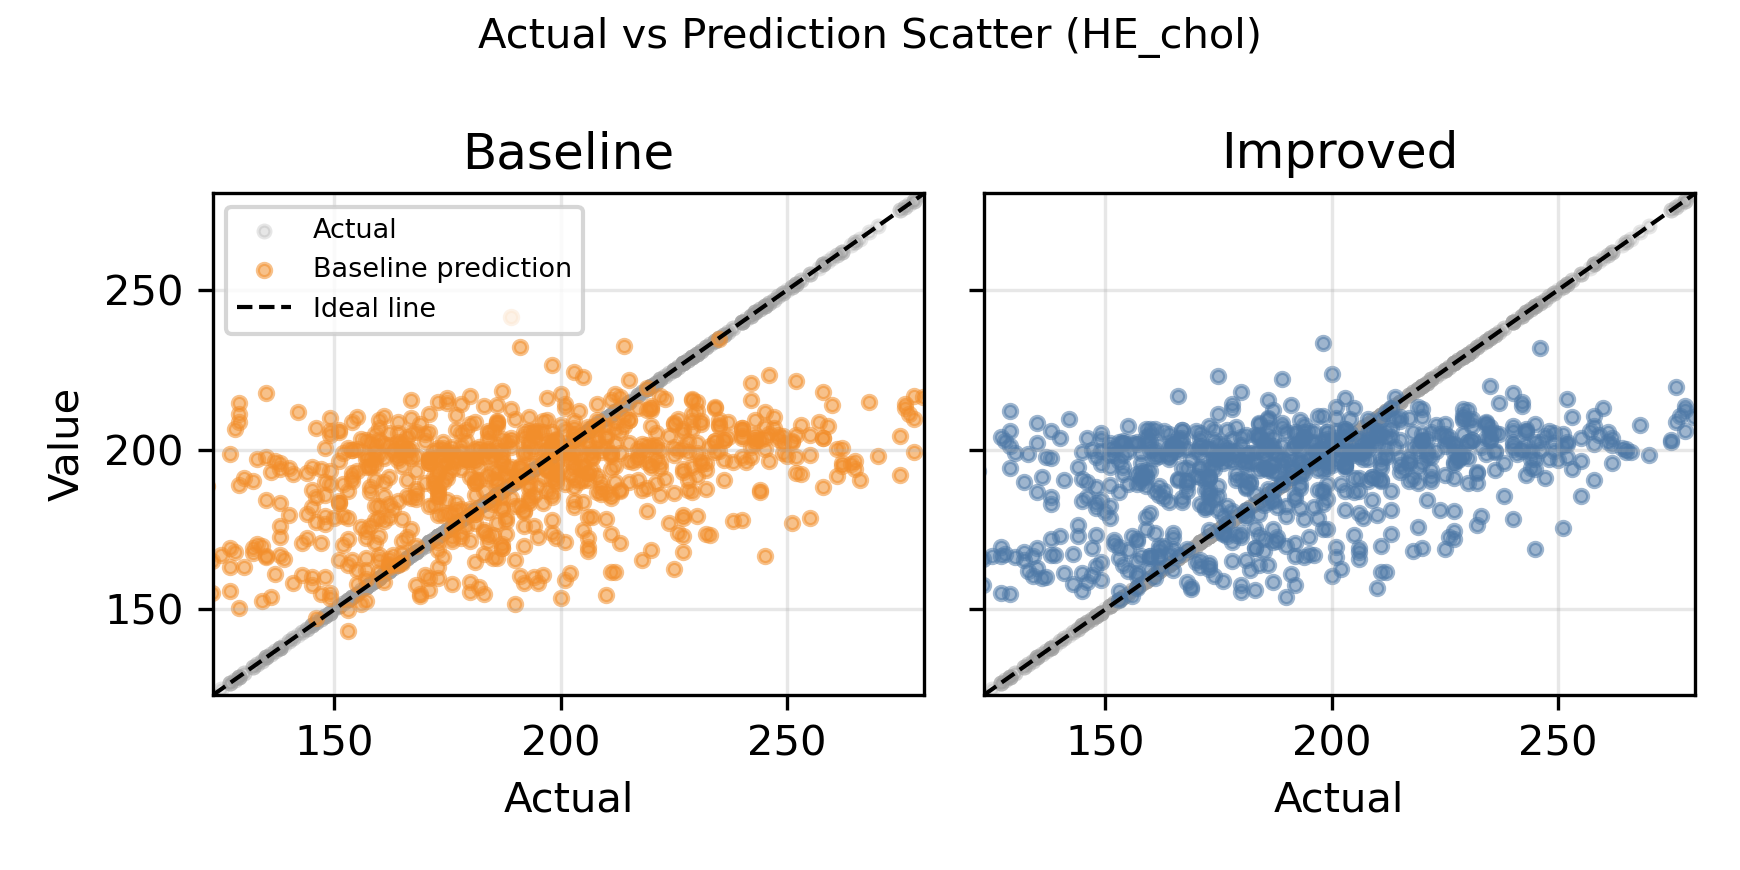 Actual vs Prediction Scatter (HE_chol)
Baseline
Improved
Actual
Baseline prediction
Ideal line
Value
250
200
150
150 200 250
150 200 250
Actual
Actual